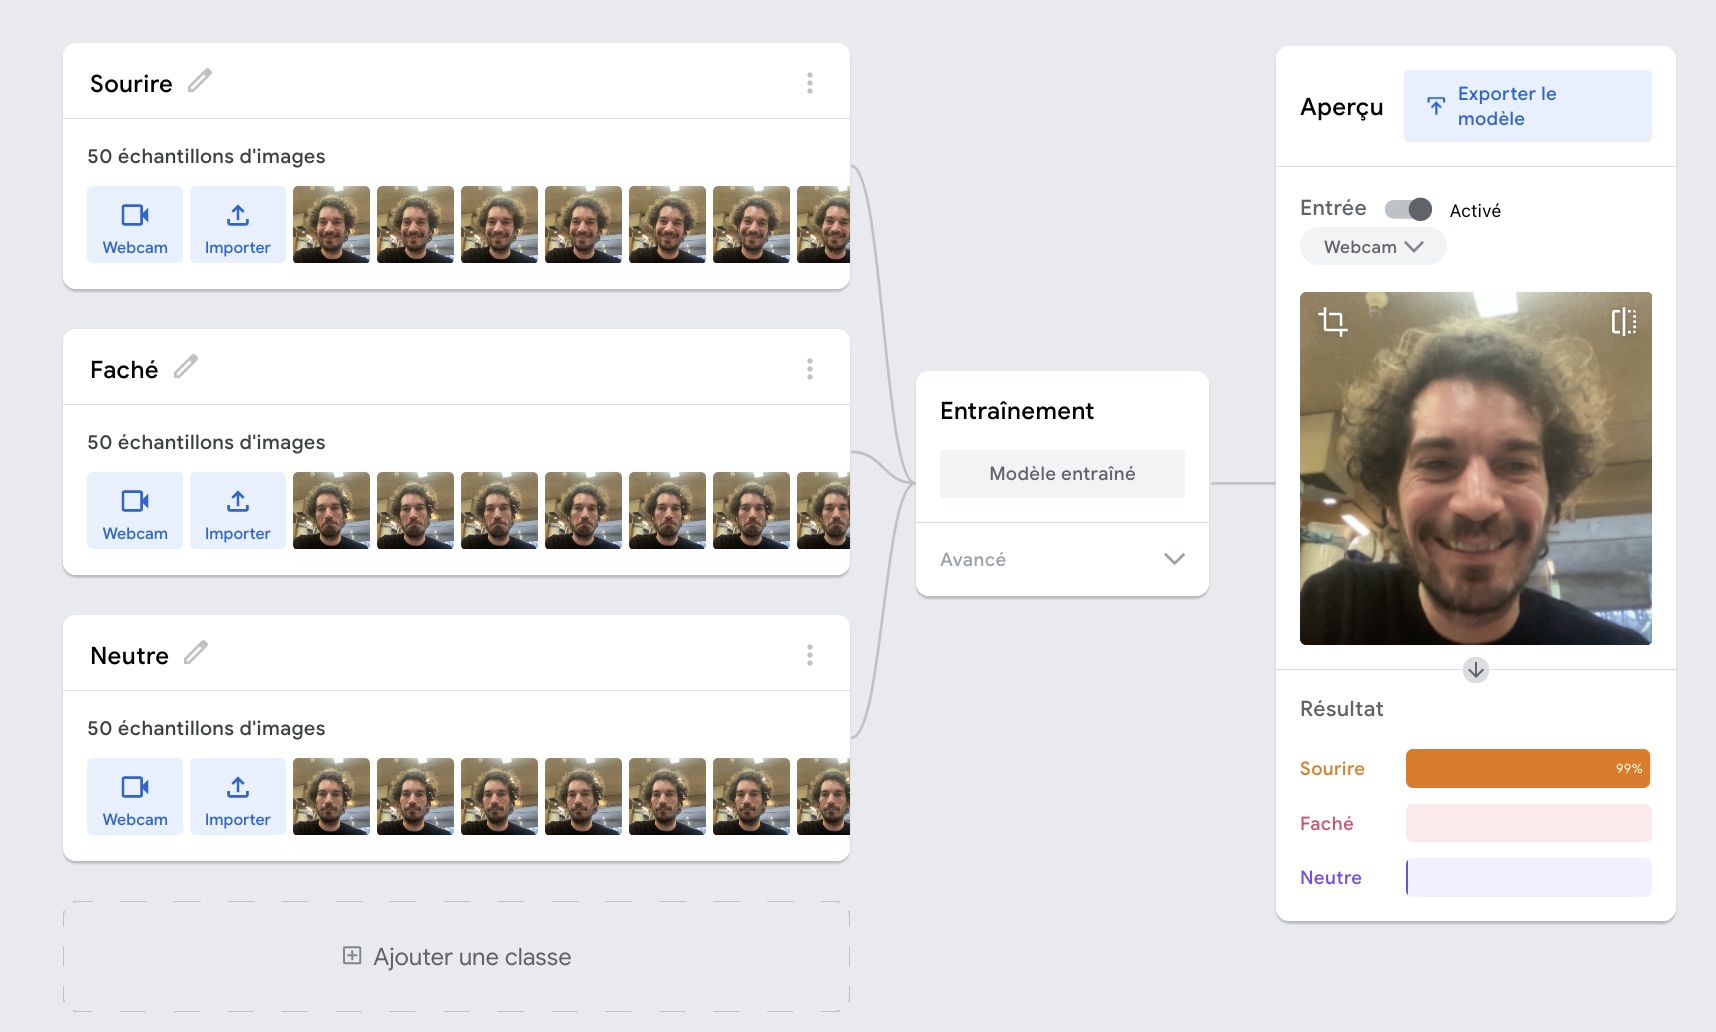 Sourire
50 échantillons d'images
Webcam
Importer
Faché
50 échantillons d'images
Webcam
Importer
Neutre
50 échantillons d'images
Webcam
Importer
Ajouter une classe
Entraînement
Modèle entraîné
Avancé
Aperçu
Exporter le
modèle
Entrée
Activé
Webcam
Résultat
Sourire
99%
Faché
Neutre